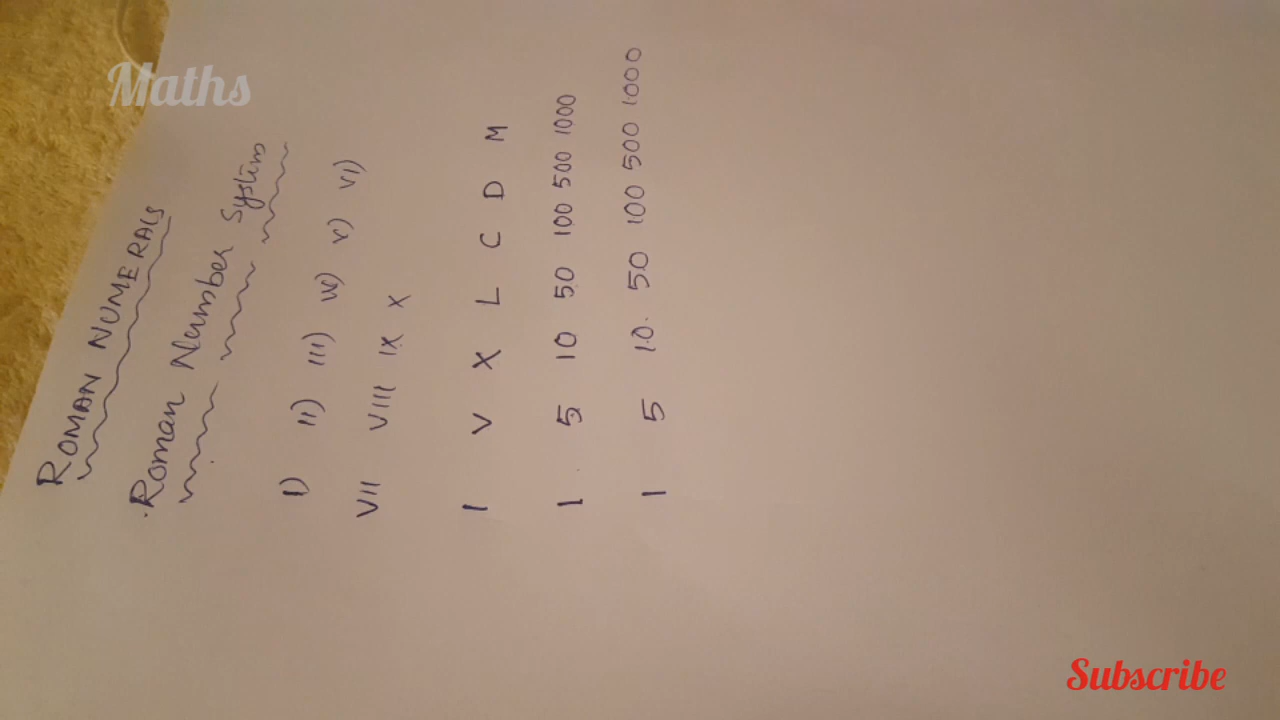 Maths
ROMAN NUMERALS
Roman Number System
I) II) III) IV) V) VI)
VII VIII IX X
I V X L C D M
1 5 10 50 100 500 1000
1 5 10 50 100 500 1000
Subscribe